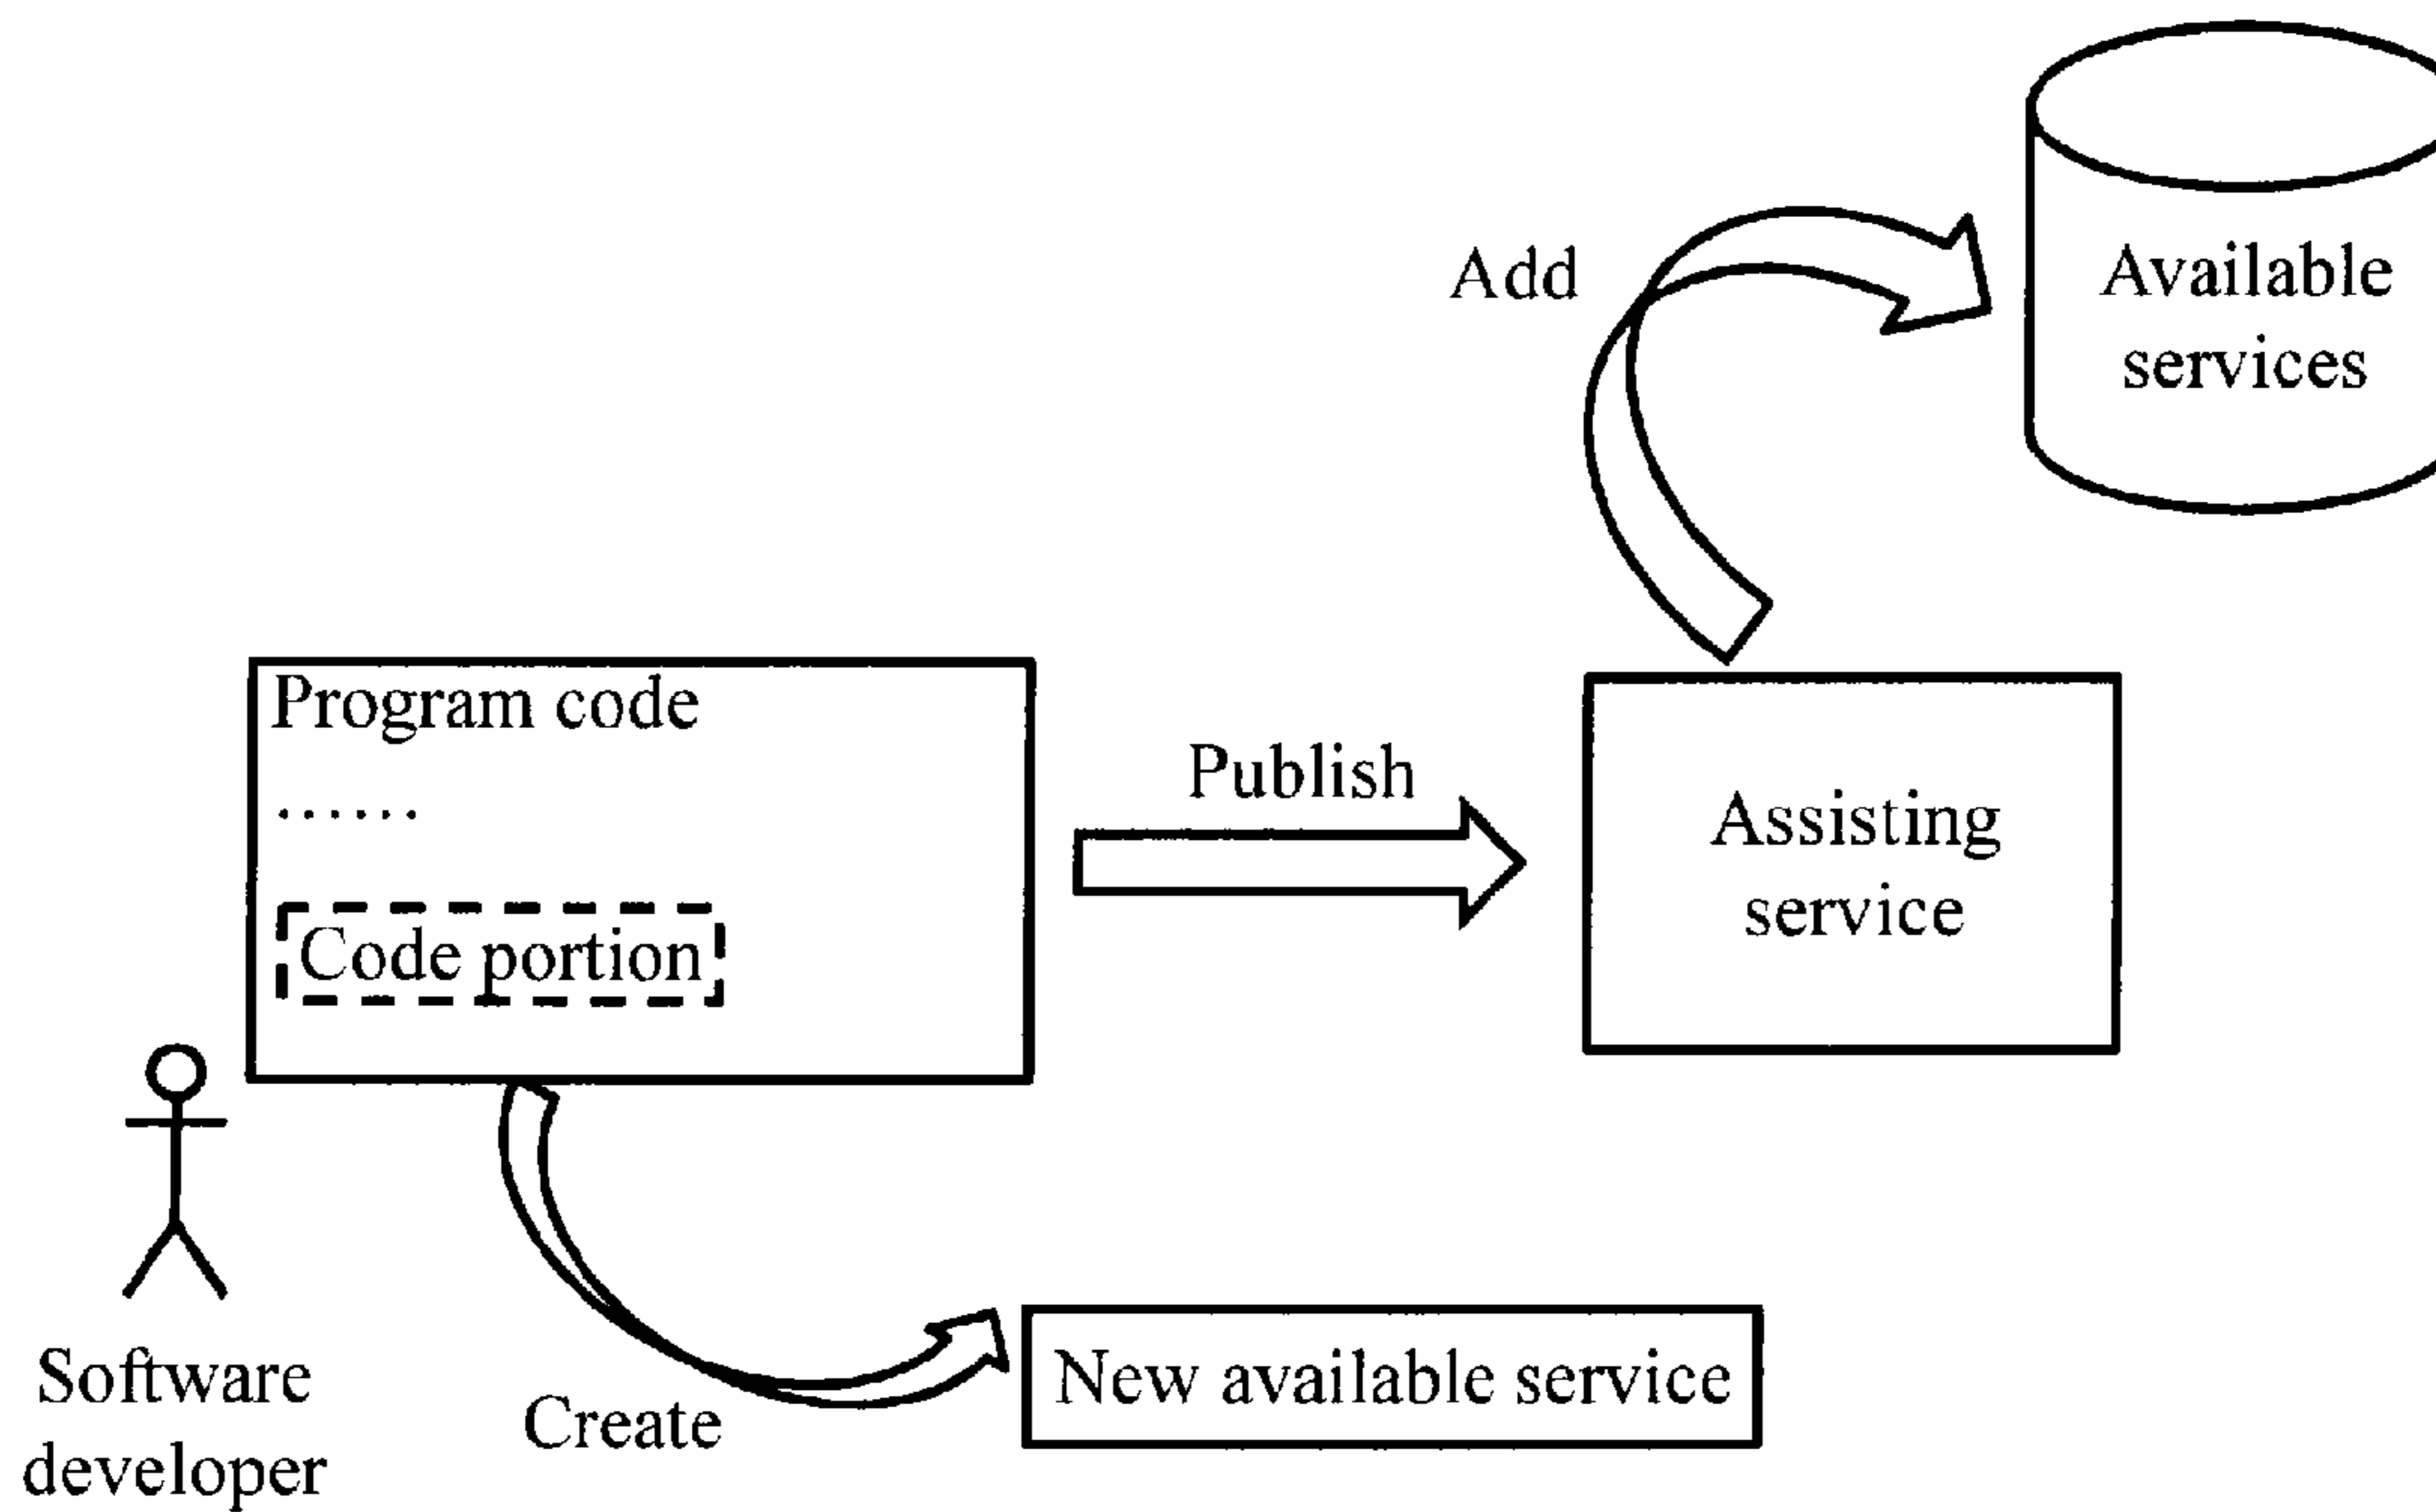 Add
Available
services
Program code
......
Code portion
Publish
Assisting
service
Software
developer
Create
New available service